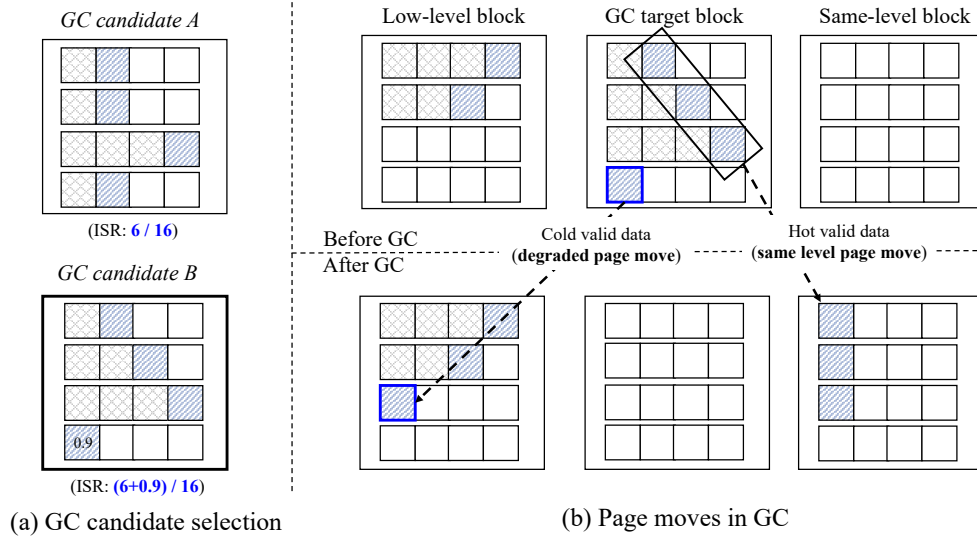 GC candidate A
(ISR: 6 / 16)
GC candidate B
0.9
(ISR: (6+0.9) / 16)
(a) GC candidate selection
Low-level block
GC target block
Same-level block
Before GC
After GC
Cold valid data
(degraded page move)
Hot valid data
(same level page move)
(b) Page moves in GC